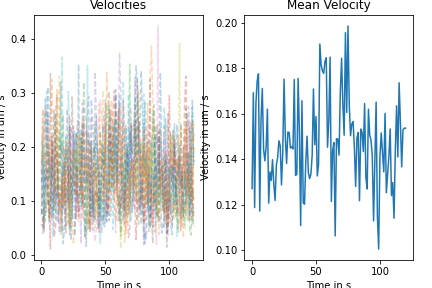 Velocities
Mean Velocity
Velocity in um / s
0.4
0.3
0.2
0.1
0.0
0
50
100
Time in s
Velocity in um / s
0.20
0.18
0.16
0.14
0.12
0.10
0
50
100
Time in s